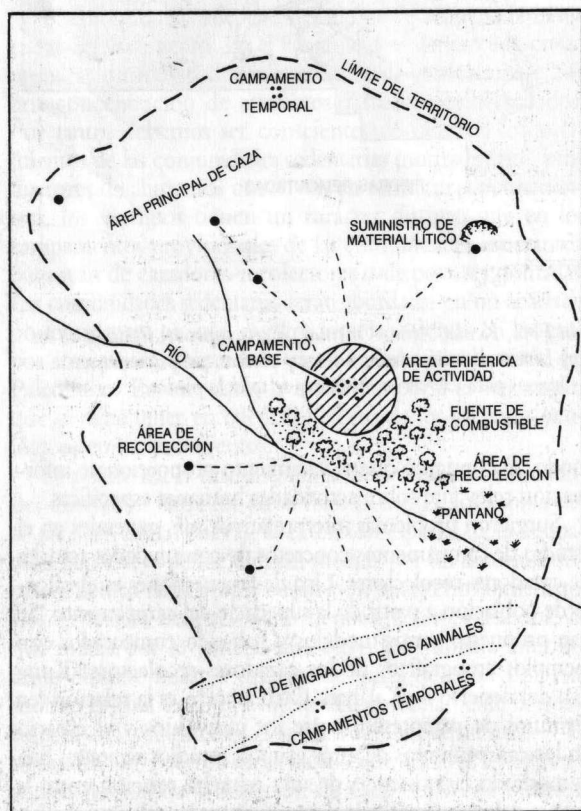 CAMPAMENTO
TEMPORAL
LÍMITE DEL TERRITORIO
ÁREA PRINCIPAL DE CAZA
SUMINISTRO DE
MATERIAL LÍTICO
RÍO
CAMPAMENTO
BASE
ÁREA PERIFÉRICA
DE ACTIVIDAD
FUENTE DE
COMBUSTIBLE
ÁREA DE
RECOLECCIÓN
ÁREA DE
RECOLECCIÓN
PANTANO
RUTA DE MIGRACIÓN DE LOS ANIMALES
CAMPAMENTOS TEMPORALES